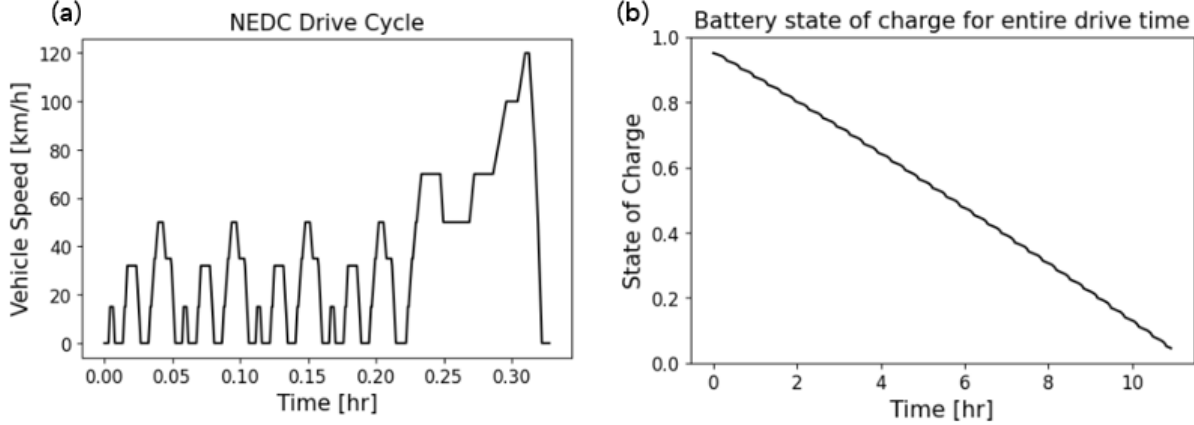 (a)
NEDC Drive Cycle
Vehicle Speed [km/h]
120
100
80
60
40
20
0
0.00 0.05 0.10 0.15 0.20 0.25 0.30
Time [hr]
(b)
Battery state of charge for entire drive time
State of Charge
1.0
0.8
0.6
0.4
0.2
0.0
0 2 4 6 8 10
Time [hr]